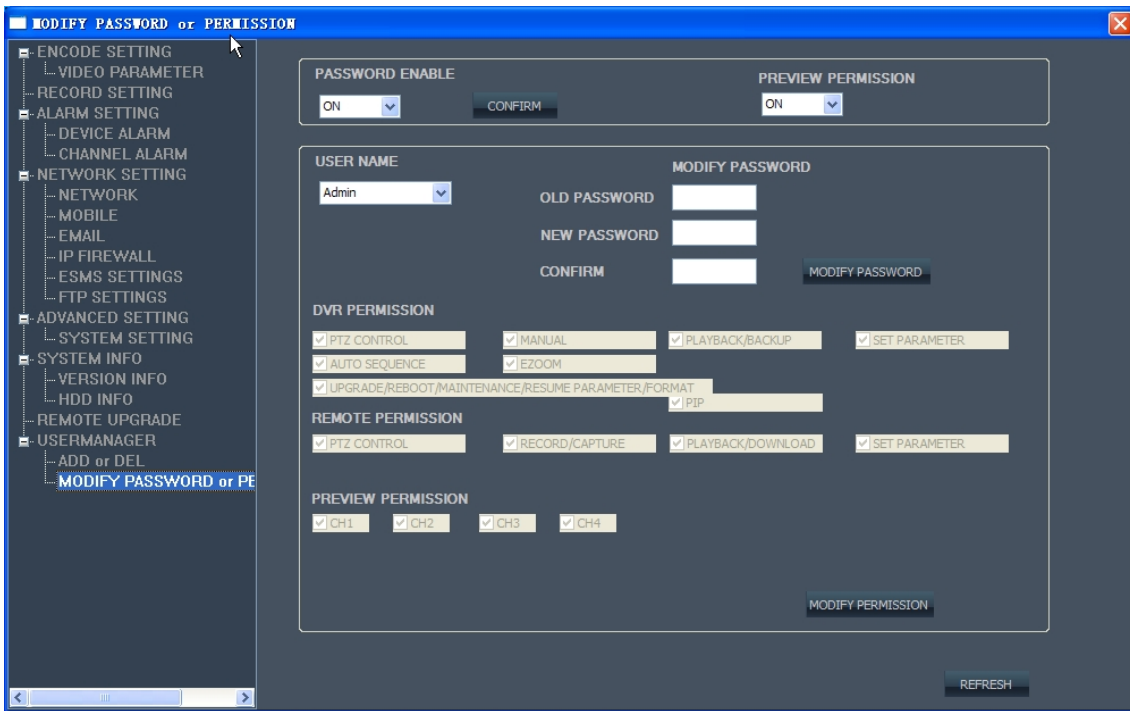 MODIFY PASSWORD or PERMISSION
ENCODE SETTING
VIDEO PARAMETER
RECORD SETTING
ALARM SETTING
DEVICE ALARM
CHANNEL ALARM
NETWORK SETTING
NETWORK
MOBILE
EMAIL
IP FIREWALL
ESMS SETTINGS
FTP SETTINGS
ADVANCED SETTING
SYSTEM SETTING
SYSTEM INFO
VERSION INFO
HDD INFO
REMOTE UPGRADE
USERMANAGER
ADD or DEL
MODIFY PASSWORD or PE
PASSWORD ENABLE
PREVIEW PERMISSION
ON
CONFIRM
ON
USER NAME
MODIFY PASSWORD
Admin
OLD PASSWORD
NEW PASSWORD
CONFIRM
MODIFY PASSWORD
DVR PERMISSION
PTZ CONTROL
MANUAL
PLAYBACK/BACKUP
SET PARAMETER
AUTO SEQUENCE
EZOOM
UPGRADE/REBOOT/MAINTENANCE/RESUME PARAMETER/FORMAT
PIP
REMOTE PERMISSION
PTZ CONTROL
RECORD/CAPTURE
PLAYBACK/DOWNLOAD
SET PARAMETER
PREVIEW PERMISSION
CH1
CH2
CH3
CH4
MODIFY PERMISSION
REFRESH